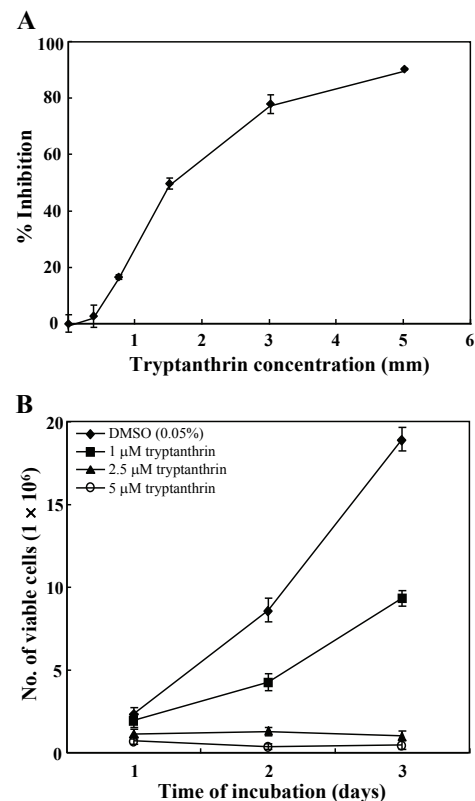 A
% Inhibition
100
80
60
40
20
0
1 2 3 4 5 6
Tryptanthrin concentration (mm)
B
No. of viable cells (1 × 10⁶)
20
15
10
5
0
DMSO (0.05%)
1 µM tryptanthrin
2.5 µM tryptanthrin
5 µM tryptanthrin
1 2 3
Time of incubation (days)